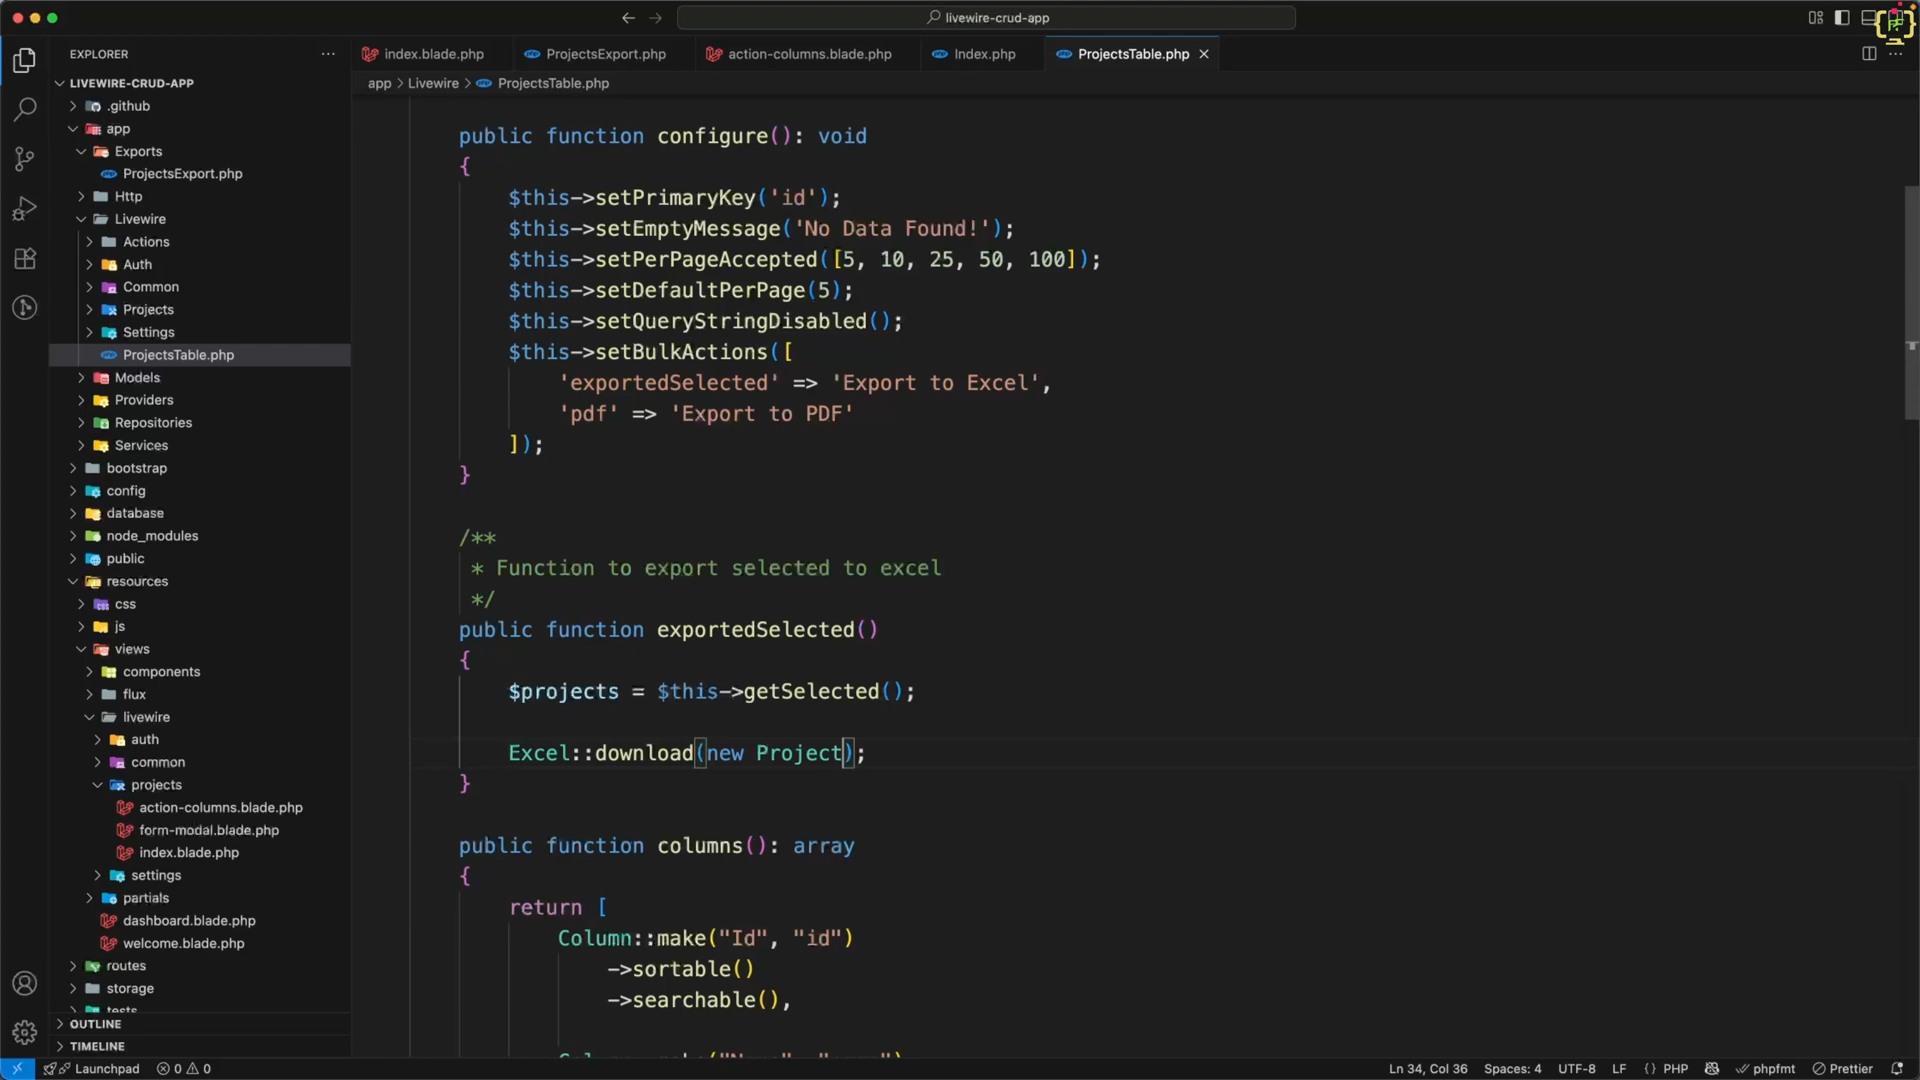 livewire-crud-app
EXPLORER
index.blade.php
ProjectsExport.php
action-columns.blade.php
Index.php
ProjectsTable.php
LIVEWIRE-CRUD-APP
app > Livewire > ProjectsTable.php
.github
app
Exports
ProjectsExport.php
Http
Livewire
Actions
Auth
Common
Projects
Settings
ProjectsTable.php
Models
Providers
Repositories
Services
bootstrap
config
database
node_modules
public
resources
css
js
views
components
flux
livewire
auth
common
projects
action-columns.blade.php
form-modal.blade.php
index.blade.php
settings
partials
dashboard.blade.php
welcome.blade.php
routes
storage
tests
OUTLINE
TIMELINE
public function configure(): void
{
$this->setPrimaryKey('id');
$this->setEmptyMessage('No Data Found!');
$this->setPerPageAccepted([5, 10, 25, 50, 100]);
$this->setDefaultPerPage(5);
$this->setQueryStringDisabled();
$this->setBulkActions([
'exportedSelected' => 'Export to Excel',
'pdf' => 'Export to PDF'
]);
}
/**
* Function to export selected to excel
*/
public function exportedSelected()
{
$projects = $this->getSelected();
Excel::download(new Project);
}
public function columns(): array
{
return [
Column::make("Id", "id")
->sortable()
->searchable(),
Launchpad
0
0
Ln 34, Col 36
Spaces: 4
UTF-8
LF
{ } PHP
phpfmt
Prettier